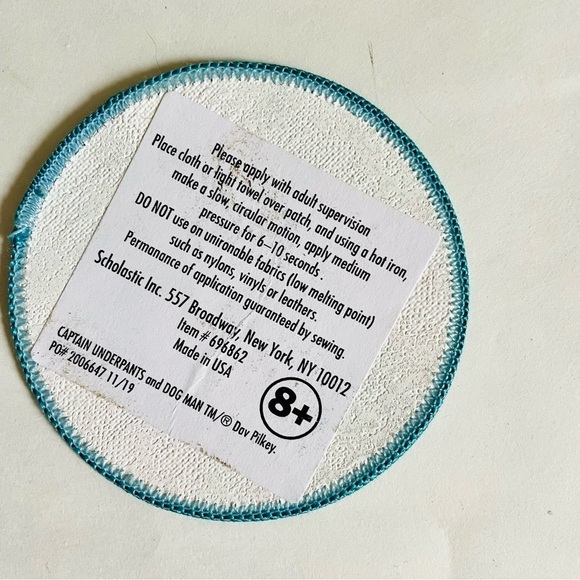 Please apply with adult supervision
Place cloth or light towel over patch, and using a hot iron,
make a slow, circular motion, apply medium
pressure for 6–10 seconds .
DO NOT use on unironable fabrics (low melting point)
such as nylons, vinyls or leathers.
Permanance of application guaranteed by sewing.
Scholastic Inc. 557 Broadway, New York, NY 10012
Item # 696862
Made in USA
CAPTAIN UNDERPANTS and DOG MAN TM/® Dav Pilkey.
PO# 2006647 11/19
8+